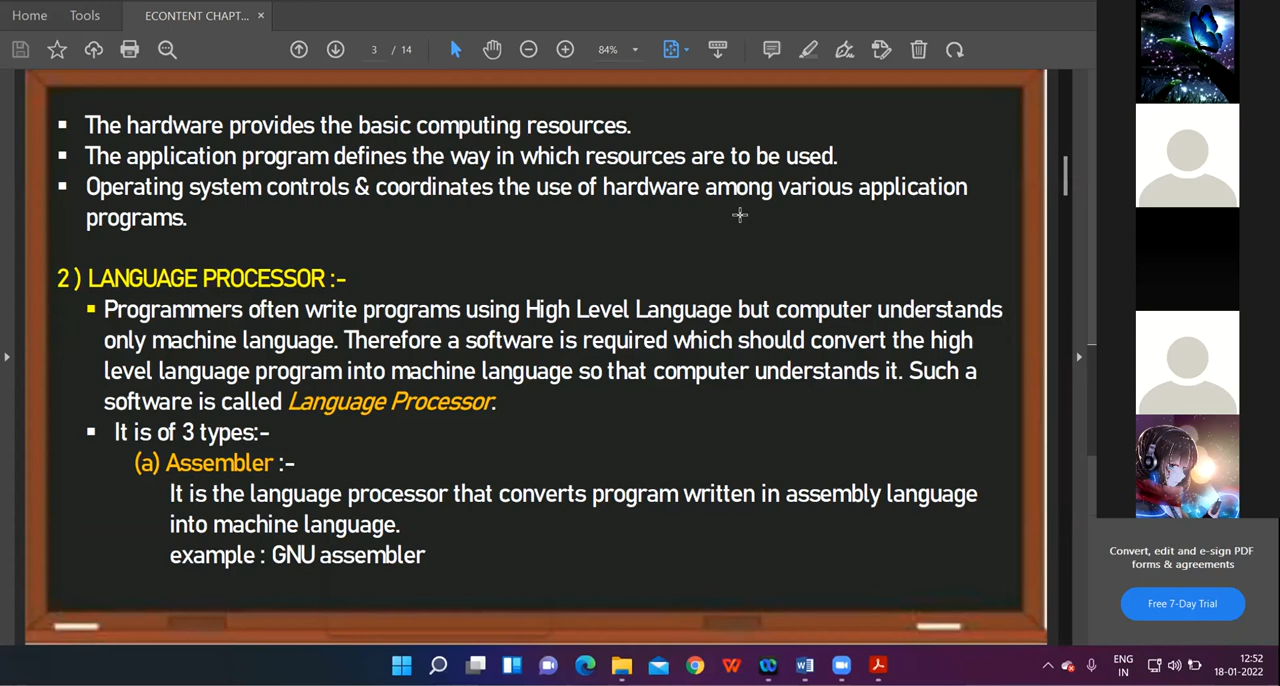 Home Tools ECONTENT CHAPT... ×
3 / 14 84%
▪ The hardware provides the basic computing resources.
▪ The application program defines the way in which resources are to be used.
▪ Operating system controls & coordinates the use of hardware among various application
programs.
2 ) LANGUAGE PROCESSOR :-
▪ Programmers often write programs using High Level Language but computer understands
only machine language. Therefore a software is required which should convert the high
level language program into machine language so that computer understands it. Such a
software is called Language Processor.
▪ It is of 3 types:-
(a) Assembler :-
It is the language processor that converts program written in assembly language
into machine language.
example : GNU assembler
Convert, edit and e-sign PDF
forms & agreements
Free 7-Day Trial
ENG
IN
12:52
18-01-2022